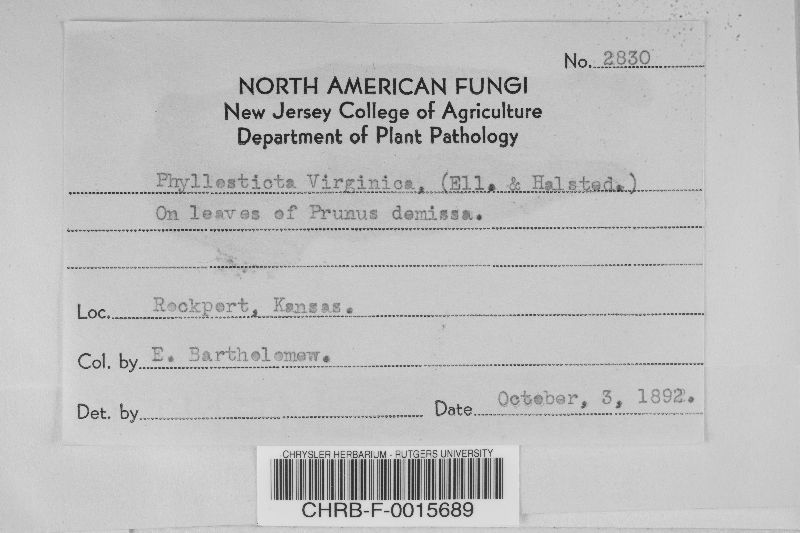 No. 2830
NORTH AMERICAN FUNGI
New Jersey College of Agriculture
Department of Plant Pathology
Phyllosticta Virginica, (Ell. & Halsted.)
On leaves of Prunus demissa.
Loc. Rockport, Kansas.
Col. by E. Bartholomew.
Det. by Date October, 3, 1892.
CHRYSLER HERBARIUM - RUTGERS UNIVERSITY
CHRB-F-0015689